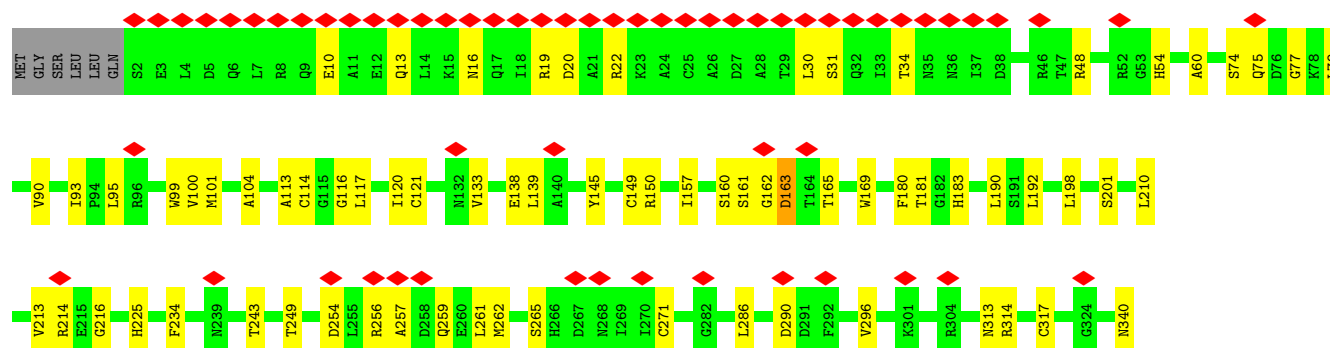 MET GLY SER LEU LEU GLN S2 E3 L4 D5 Q6 L7 R8 Q9 E10 A11 E12 Q13 L14 K15 N16 Q17 I18 R19 D20 A21 R22 K23 A24 C25 A26 D27 A28 T29 L30 S31 Q32 I33 T34 N35 N36 I37 D38 R46 T47 R48 R52 G53 H54 A60 S74 Q75 D76 G77 K78
V90 I93 P94 L95 R96 W99 V100 M101 A104 A113 C114 G115 G116 L117 I120 C121 N132 V133 E138 L139 A140 Y145 C149 R150 I157 S160 S161 G162 D163 T164 T165 W169 F180 T181 G182 H183 L190 S191 L192 L198 S201 L210
V213 R214 E215 G216 H225 F234 N239 T243 T249 D254 L255 R256 A257 D258 Q259 E260 L261 M262 S265 H266 D267 N268 I269 I270 C271 G282 L286 D290 D291 F292 V296 K301 R304 N313 R314 C317 G324 N340